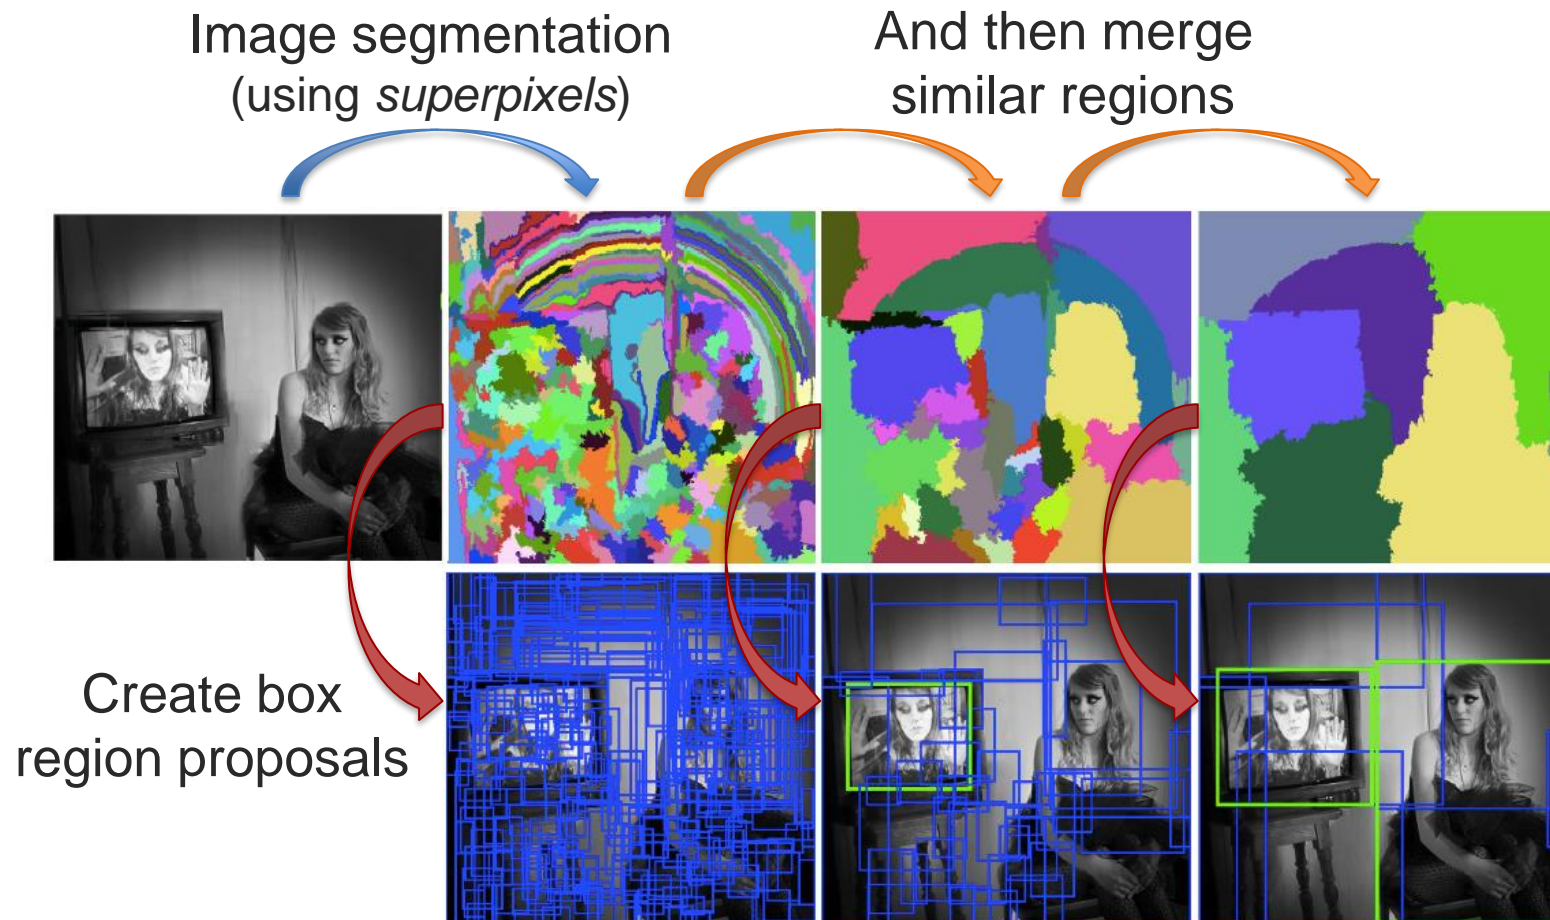 Image segmentation
(using superpixels)
And then merge
similar regions
Create box
region proposals